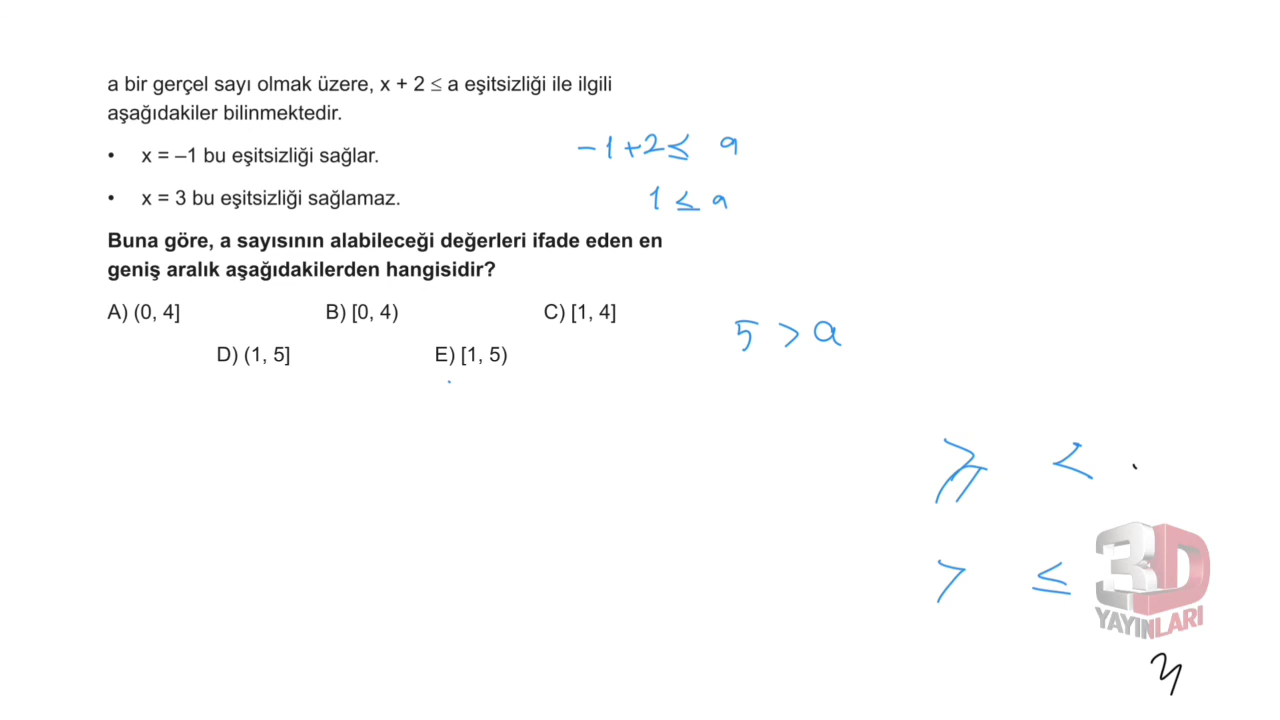 a bir gerçel sayı olmak üzere, x + 2 ≤ a eşitsizliği ile ilgili
aşağıdakiler bilinmektedir.
• x = –1 bu eşitsizliği sağlar.
• x = 3 bu eşitsizliği sağlamaz.
Buna göre, a sayısının alabileceği değerleri ifade eden en
geniş aralık aşağıdakilerden hangisidir?
A) (0, 4] B) [0, 4) C) [1, 4]
D) (1, 5] E) [1, 5)
-1+2 ≤ a
1 ≤ a
5 > a
≥ <
> ≤
3D
YAYINLARI